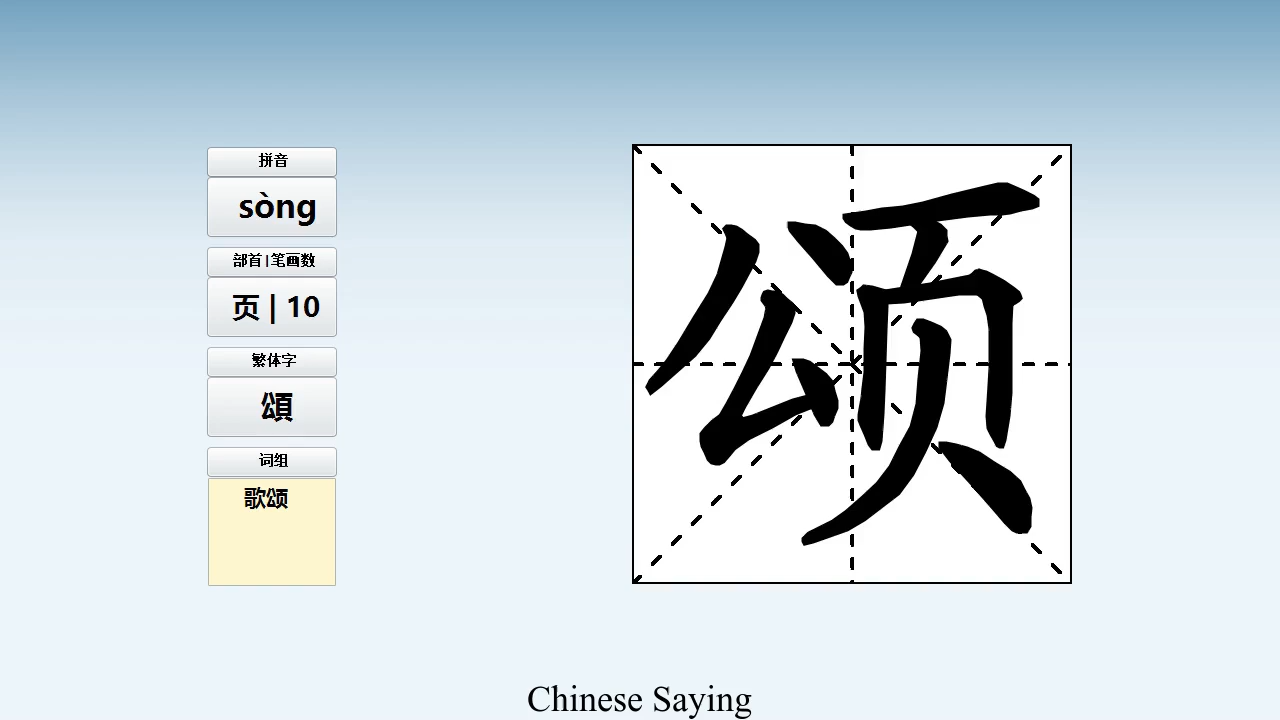 拼音
sòng
部首|笔画数
页 | 10
繁体字
頌
词组
歌颂
颂
Chinese Saying